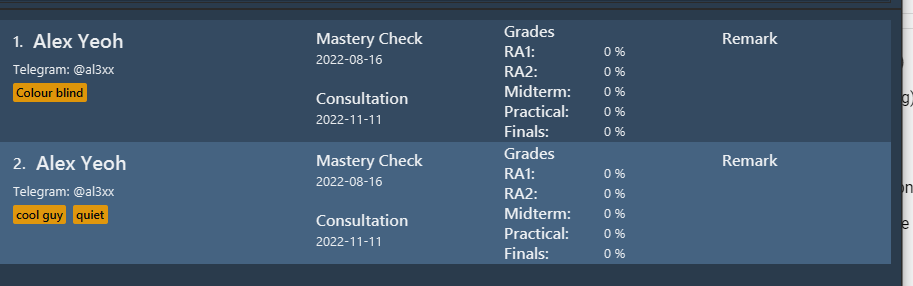 1. Alex Yeoh
Telegram: @al3xx
Colour blind
Mastery Check
2022-08-16
Consultation
2022-11-11
Grades
RA1: 0 %
RA2: 0 %
Midterm: 0 %
Practical: 0 %
Finals: 0 %
Remark
2. Alex Yeoh
Telegram: @al3xx
cool guy quiet
Mastery Check
2022-08-16
Consultation
2022-11-11
Grades
RA1: 0 %
RA2: 0 %
Midterm: 0 %
Practical: 0 %
Finals: 0 %
Remark